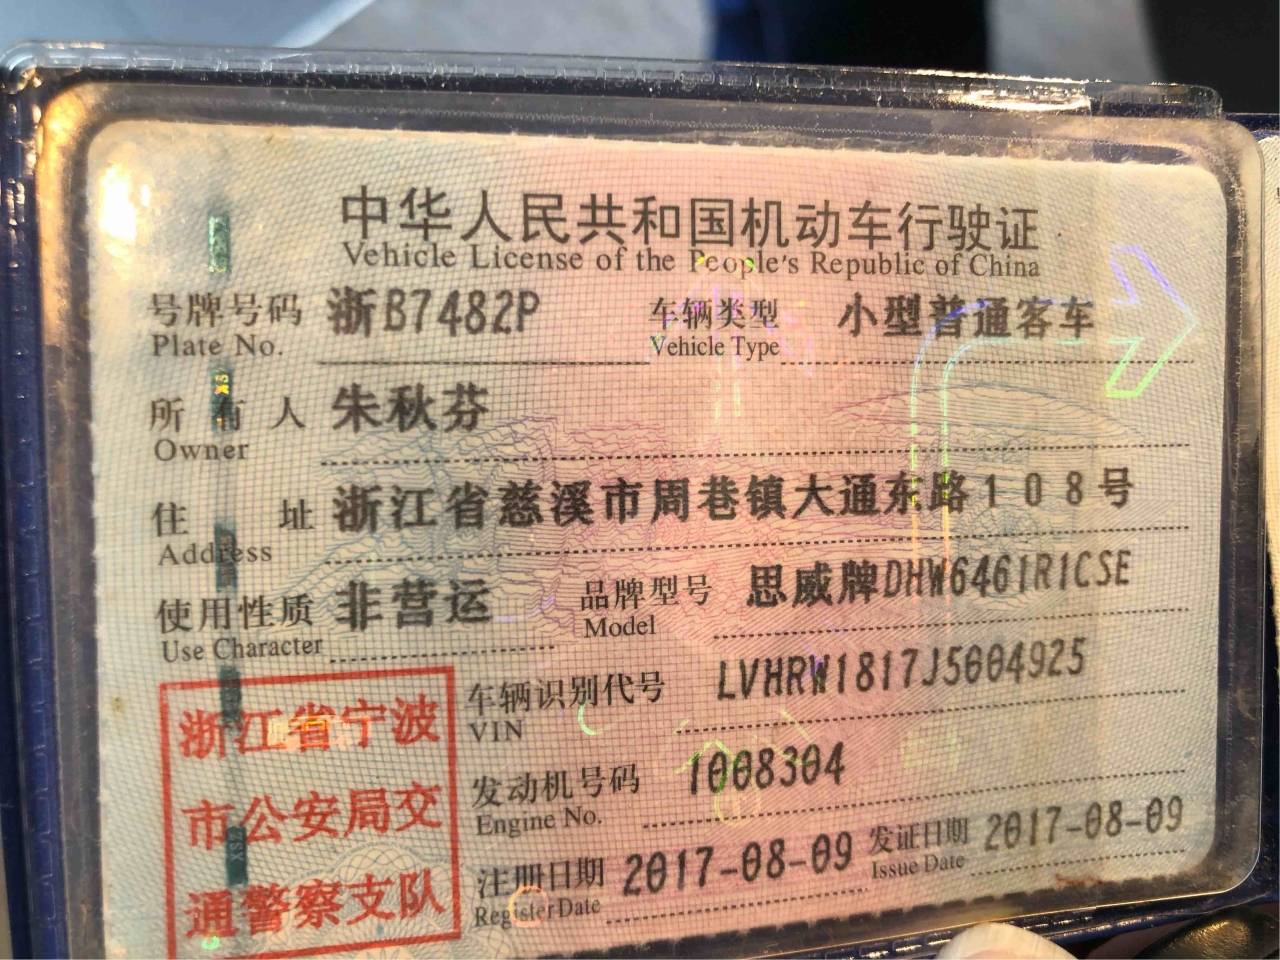 中华人民共和国机动车行驶证
Vehicle License of the People's Republic of China
号牌号码 浙B7482P 车辆类型 小型普通客车
Plate No. Vehicle Type
所有人 朱秋芬
Owner
住址 浙江省慈溪市周巷镇大通东路108号
Address
使用性质 非营运 品牌型号 思威牌DHW6461R1CSE
Use Character Model
车辆识别代号 LVHRW1817J5004925
VIN
发动机号码 1008304
Engine No.
注册日期 2017-08-09 发证日期 2017-08-09
Register Date Issue Date
浙江省宁波
市公安局交
通警察支队